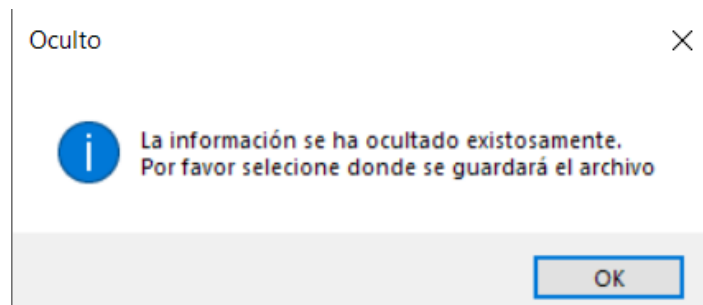 Oculto
La información se ha ocultado existosamente.
Por favor selecione donde se guardará el archivo
OK